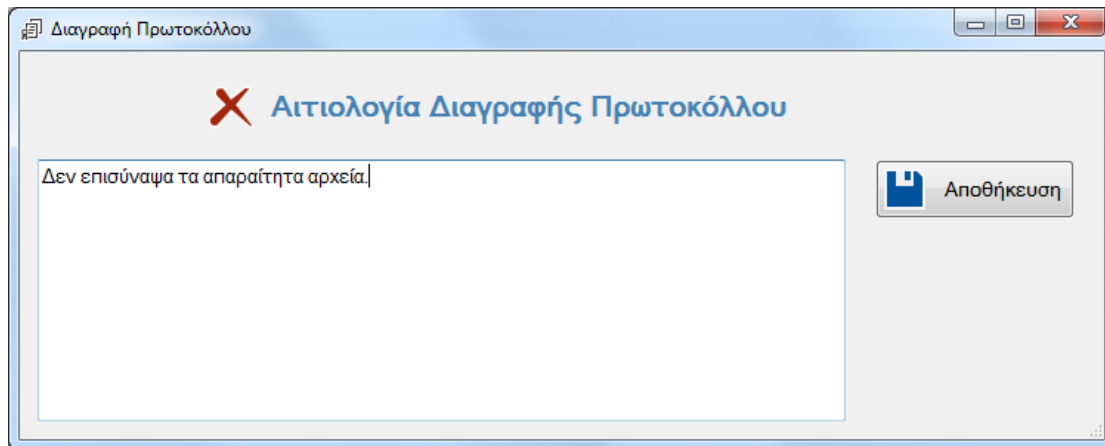 Διαγραφή Πρωτοκόλλου
Αιτιολογία Διαγραφής Πρωτοκόλλου
Δεν επισύναψα τα απαραίτητα αρχεία.
Αποθήκευση